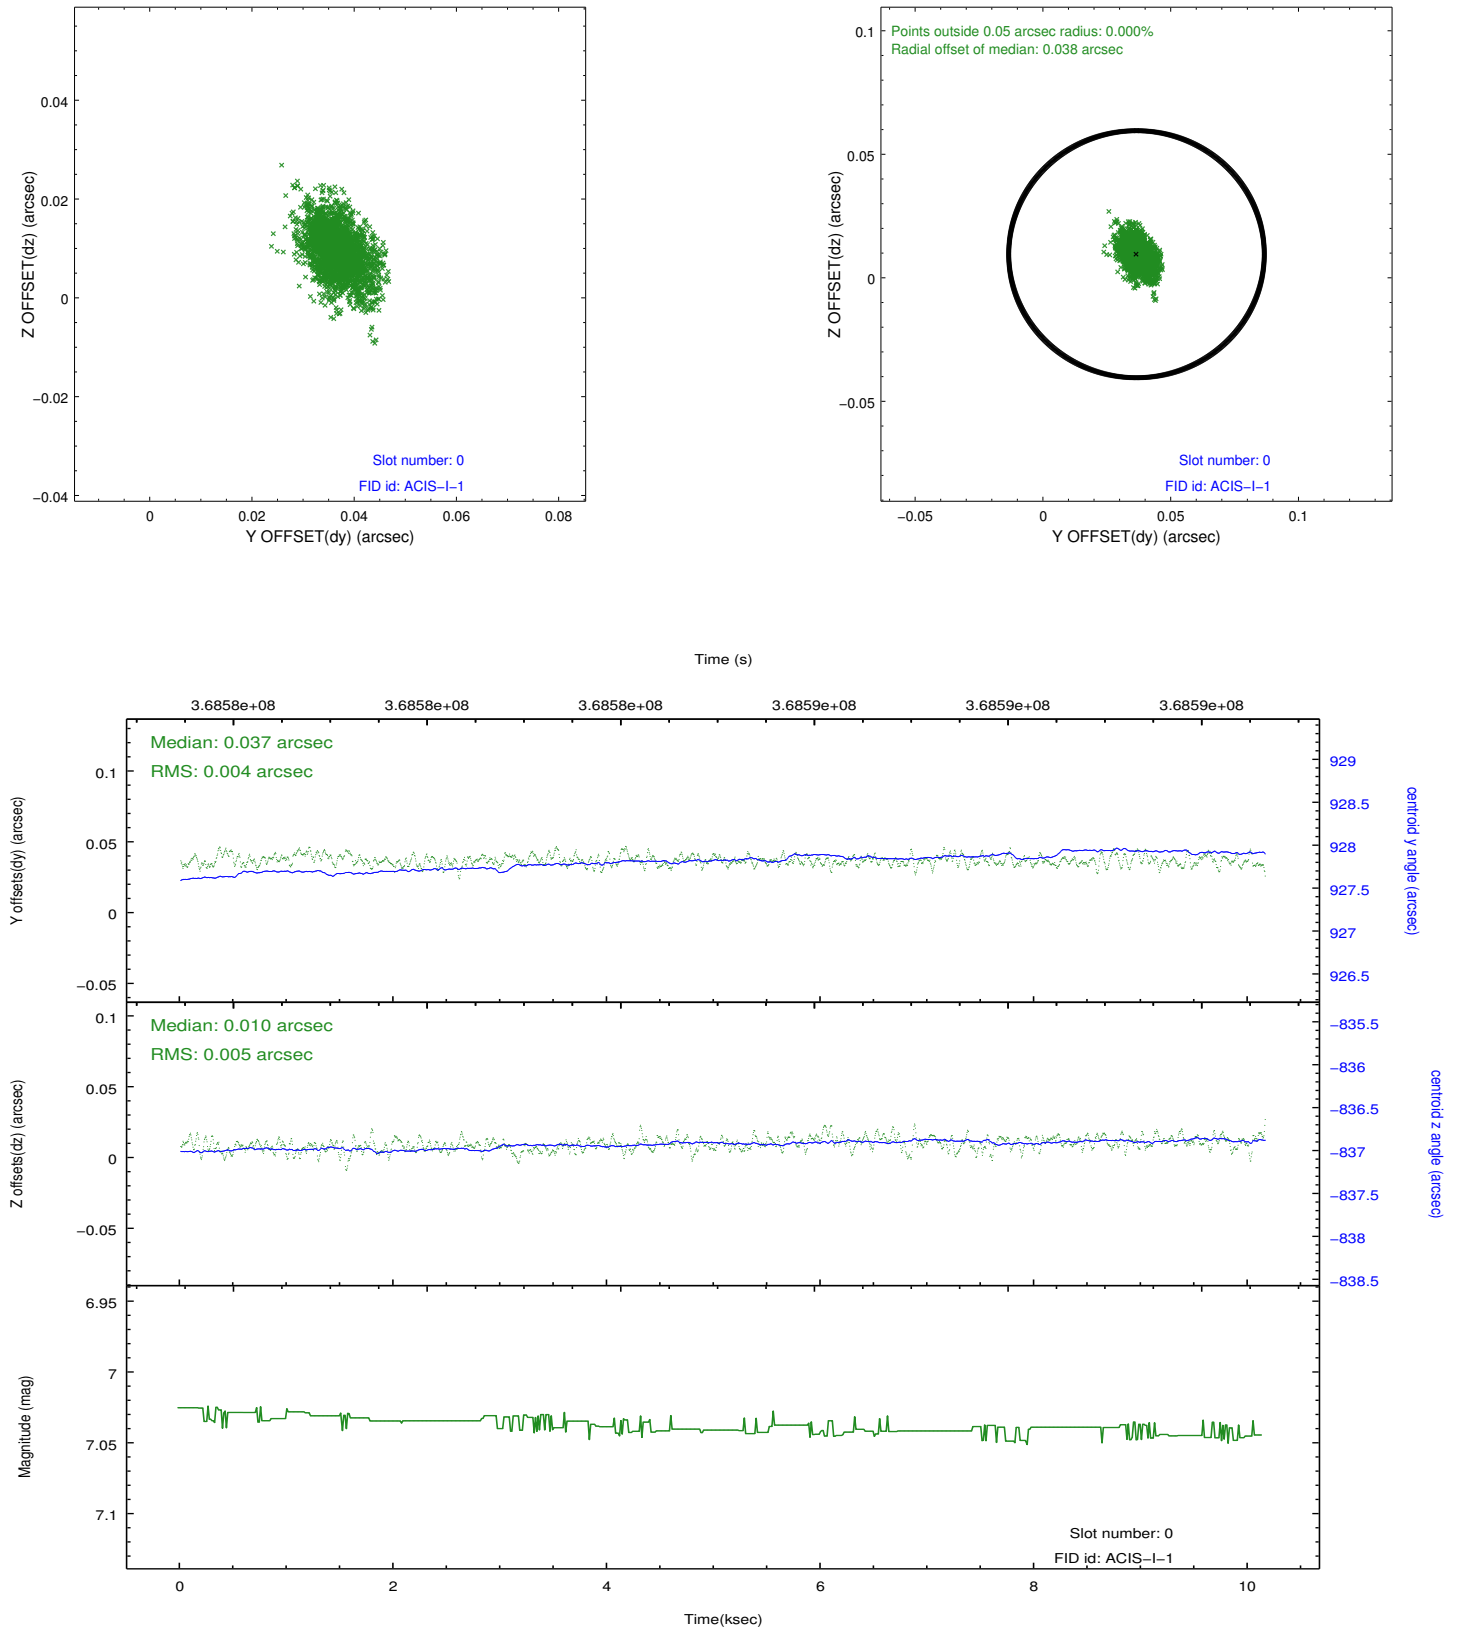 0.04
0.02
0
−0.02
−0.04
Z OFFSET(dz) (arcsec)
Slot number: 0
FID id: ACIS−I−1
0
0.02
0.04
0.06
0.08
Y OFFSET(dy) (arcsec)
Points outside 0.05 arcsec radius: 0.000%
Radial offset of median: 0.038 arcsec
0.1
0.05
0
−0.05
Z OFFSET(dz) (arcsec)
Slot number: 0
FID id: ACIS−I−1
−0.05
0
0.05
0.1
Y OFFSET(dy) (arcsec)
Time (s)
3.6858e+08
3.6858e+08
3.6858e+08
3.6859e+08
3.6859e+08
3.6859e+08
Median: 0.037 arcsec
RMS: 0.004 arcsec
0.1
0.05
0
−0.05
Y offsets(dy) (arcsec)
929
928.5
928
927.5
927
926.5
centroid y angle (arcsec)
Median: 0.010 arcsec
RMS: 0.005 arcsec
0.1
0.05
0
−0.05
Z offsets(dz) (arcsec)
−835.5
−836
−836.5
−837
−837.5
−838
−838.5
centroid z angle (arcsec)
6.95
7
7.05
7.1
Magnitude (mag)
Slot number: 0
FID id: ACIS−I−1
0
2
4
6
8
10
Time(ksec)